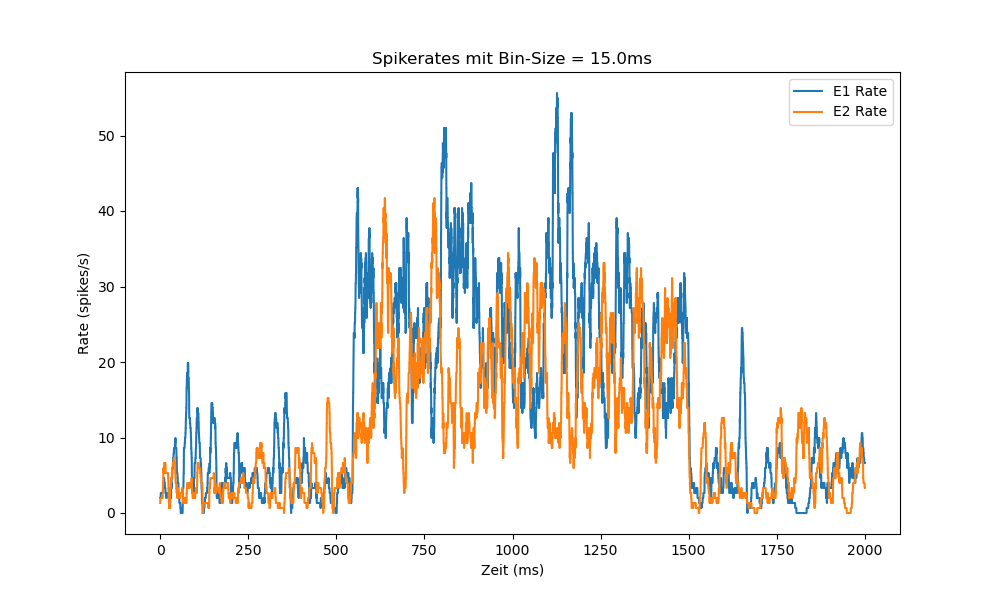 Spikerates mit Bin-Size = 15.0ms
E1 Rate
E2 Rate
50
40
30
20
10
0
Rate (spikes/s)
0 250 500 750 1000 1250 1500 1750 2000
Zeit (ms)